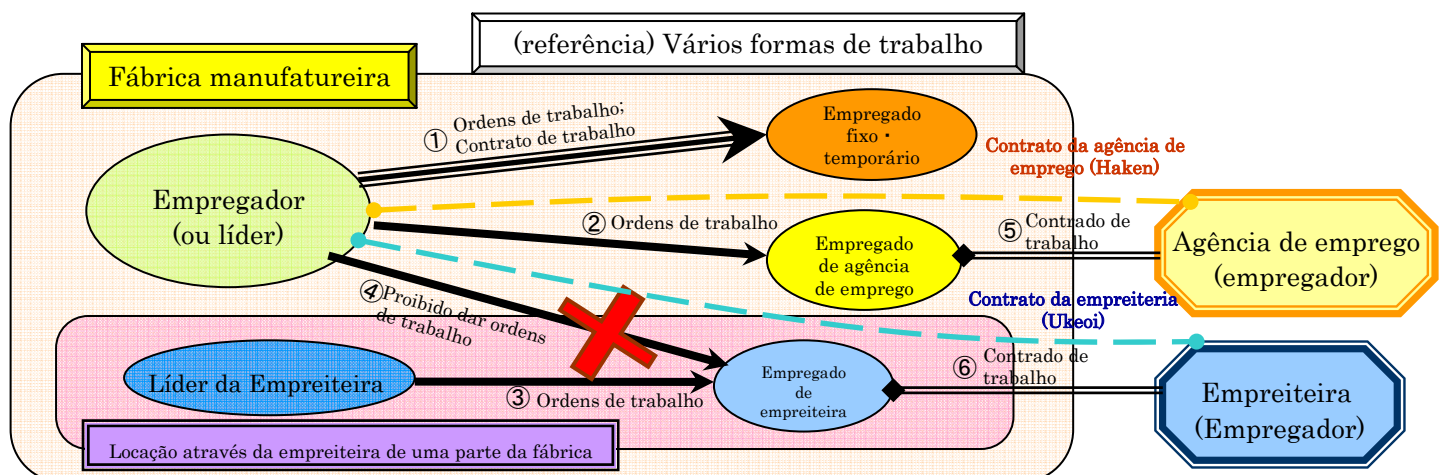 (referência) Vários formas de trabalho
Fábrica manufatureira
① Ordens de trabalho;
Contrato de trabalho
Empregado
fixo・
temporário
Contrato da agência de
emprego (Haken)
Empregador
(ou líder)
② Ordens de trabalho
Empregado
de agência
de emprego
⑤ Contrado de
trabalho
Agência de emprego
(empregador)
④ Proibido dar ordens
de trabalho
Contrato da empreiteria
(Ukeoi)
Líder da Empreiteira
③ Ordens de trabalho
Empregado
de
empreiteira
⑥ Contrado de
trabalho
Empreiteira
(Empregador)
Locação através da empreiteira de uma parte da fábrica